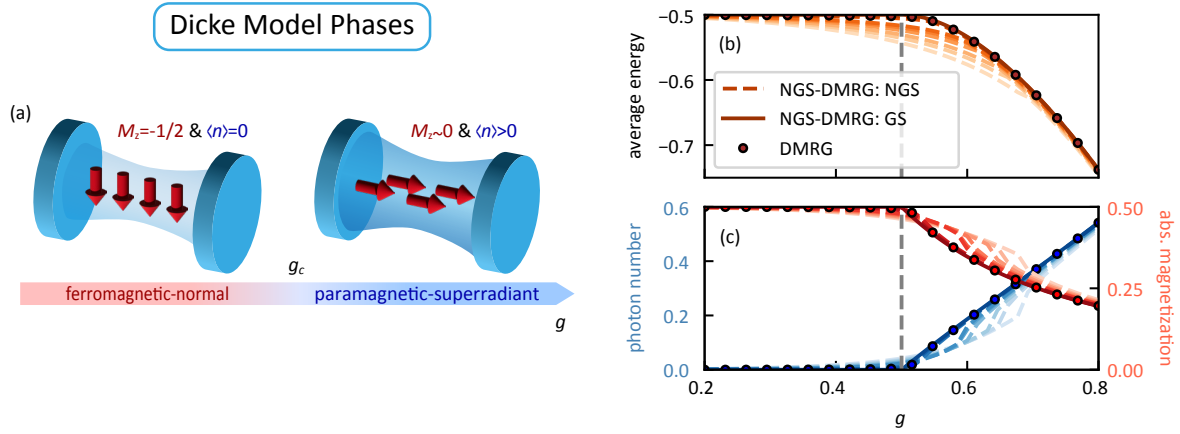 Dicke Model Phases
(a)
M_z=-1/2 & ⟨n⟩=0
M_z~0 & ⟨n⟩>0
g_c
ferromagnetic-normal
paramagnetic-superradiant
g
average energy
−0.5
−0.6
−0.7
(b)
NGS-DMRG: NGS
NGS-DMRG: GS
DMRG
photon number
0.6
0.4
0.2
0.0
(c)
0.50
0.25
0.00
abs. magnetization
0.2
0.4
0.6
0.8
g